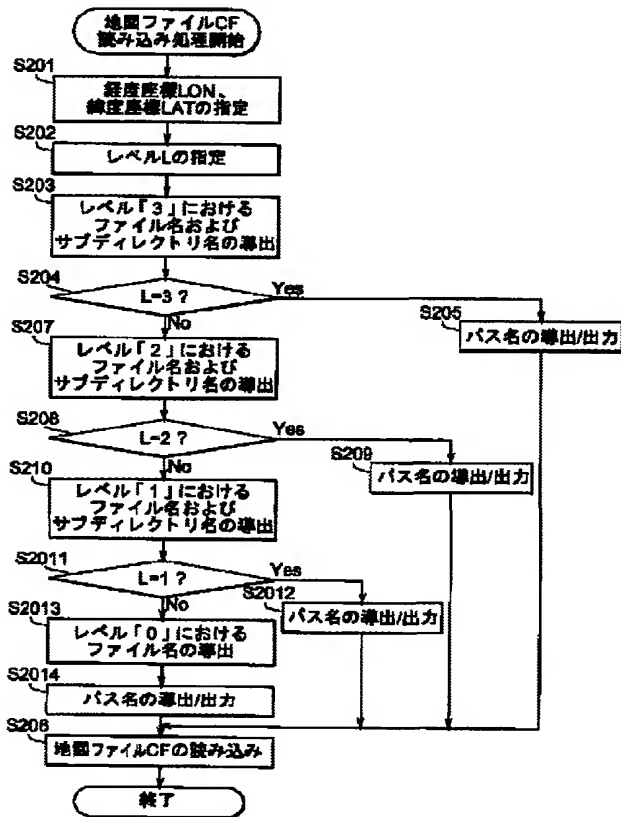 地図ファイルCF
読み込み処理開始
S201
経度座標LON、
緯度座標LATの指定
S202
レベルLの指定
S203
レベル「3」における
ファイル名および
サブディレクトリ名の導出
S204
L=3 ?
Yes
No
S205
パス名の導出/出力
S207
レベル「2」における
ファイル名および
サブディレクトリ名の導出
S208
L=2 ?
Yes
No
S209
パス名の導出/出力
S210
レベル「1」における
ファイル名および
サブディレクトリ名の導出
S2011
L=1 ?
Yes
No
S2012
パス名の導出/出力
S2013
レベル「0」における
ファイル名の導出
S2014
パス名の導出/出力
S206
地図ファイルCFの読み込み
終了